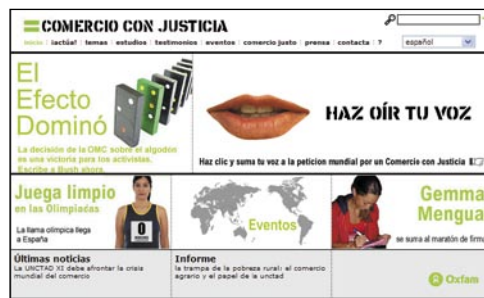 COMERCIO CON JUSTICIA
inicio | ¡actúa! | temas | estudios | testimonios | eventos | comercio justo | prensa | contacta | ?
español
El
Efecto
Dominó
La decisión de la OMC sobre el algodón
es una victoria para los activistas.
Escribe a Bush ahora.
HAZ OÍR TU VOZ
Haz clic y suma tu voz a la peticion mundial por un Comercio con Justicia
Juega limpio
en las Olimpiadas
La llama olímpica llega
a España
0
Eventos
Gemma
Mengua
se suma al maratón de firm
Últimas noticias
La UNCTAD XI debe afrontar la crisis
mundial del comercio
Informe
la trampa de la pobreza rural: el comercio
agrario y el papel de la unctad
Oxfam